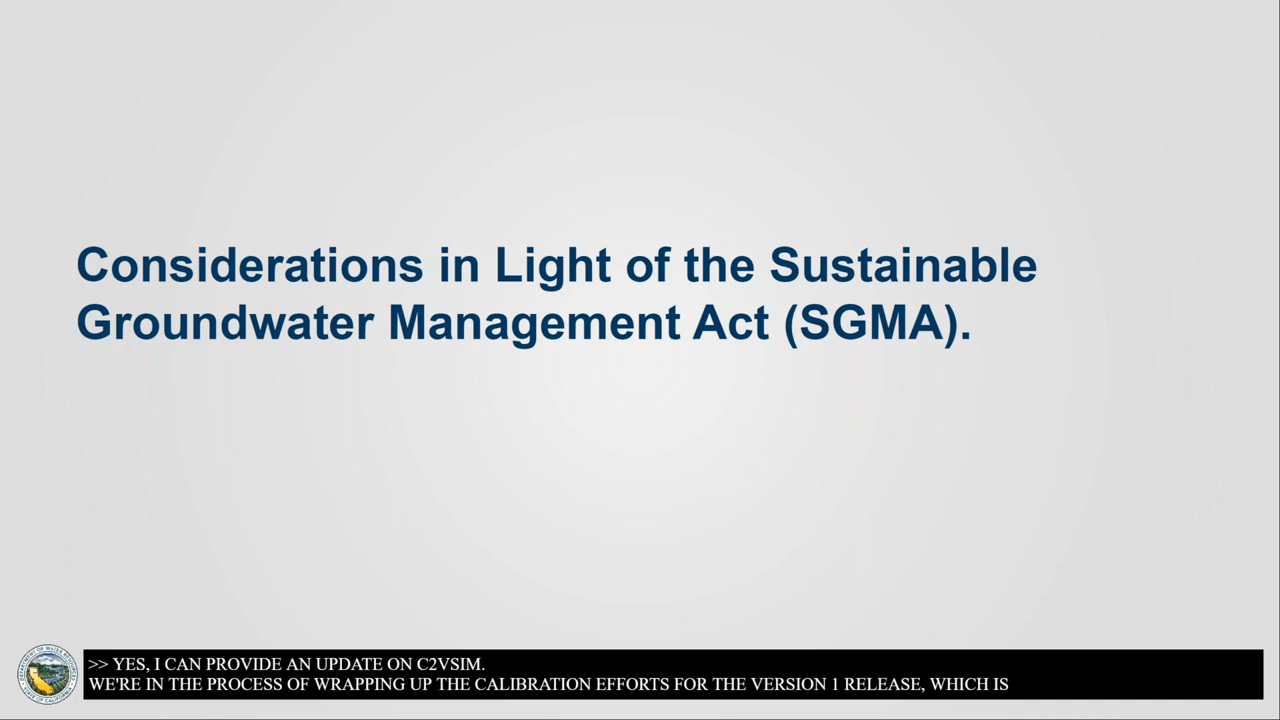 Considerations in Light of the Sustainable
Groundwater Management Act (SGMA).
>> YES, I CAN PROVIDE AN UPDATE ON C2VSIM.
WE'RE IN THE PROCESS OF WRAPPING UP THE CALIBRATION EFFORTS FOR THE VERSION 1 RELEASE, WHICH IS